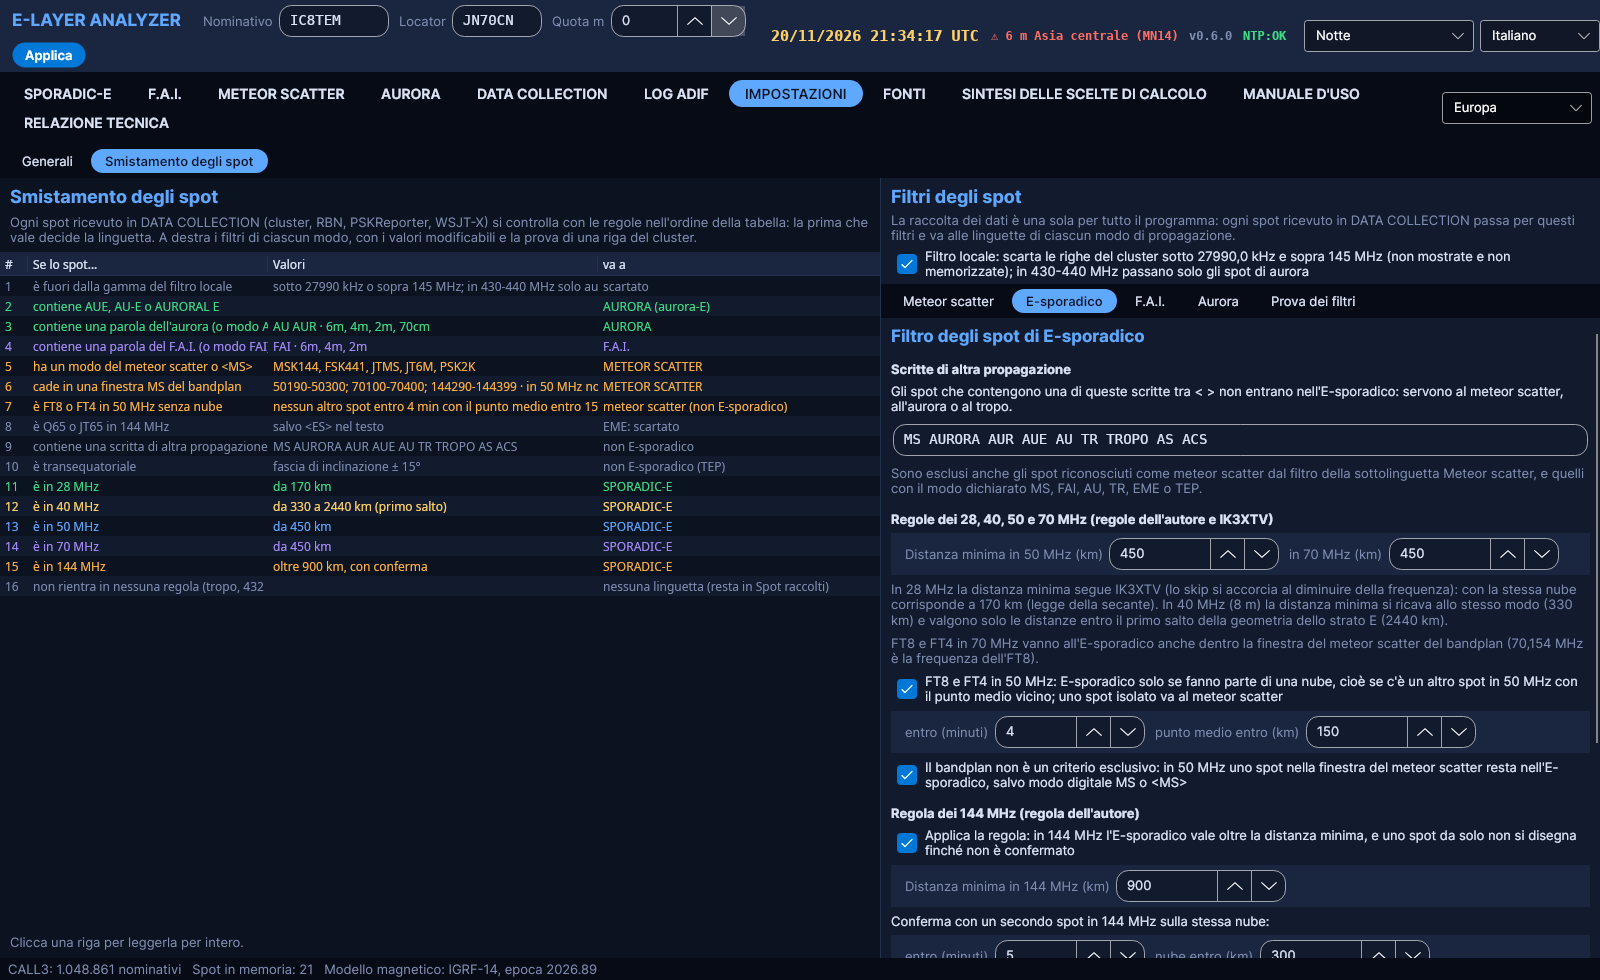 E-LAYER ANALYZER
Nominativo IC8TEM Locator JN70CN Quota m 0
20/11/2026 21:34:17 UTC ⚠ 6 m Asia centrale (MN14) v0.6.0 NTP:OK
Notte Italiano
Applica
SPORADIC-E F.A.I. METEOR SCATTER AURORA DATA COLLECTION LOG ADIF IMPOSTAZIONI FONTI SINTESI DELLE SCELTE DI CALCOLO MANUALE D'USO
RELAZIONE TECNICA
Europa
Generali Smistamento degli spot
Smistamento degli spot
Ogni spot ricevuto in DATA COLLECTION (cluster, RBN, PSKReporter, WSJT-X) si controlla con le regole nell'ordine della tabella: la prima che
vale decide la linguetta. A destra i filtri di ciascun modo, con i valori modificabili e la prova di una riga del cluster.
# Se lo spot... Valori va a
1 è fuori dalla gamma del filtro locale sotto 27990 kHz o sopra 145 MHz; in 430-440 MHz solo au scartato
2 contiene AUE, AU-E o AURORAL E AURORA (aurora-E)
3 contiene una parola dell'aurora (o modo A AU AUR · 6m, 4m, 2m, 70cm AURORA
4 contiene una parola del F.A.I. (o modo FAI FAI · 6m, 4m, 2m F.A.I.
5 ha un modo del meteor scatter o <MS> MSK144, FSK441, JTMS, JT6M, PSK2K METEOR SCATTER
6 cade in una finestra MS del bandplan 50190-50300; 70100-70400; 144290-144399 · in 50 MHz nc METEOR SCATTER
7 è FT8 o FT4 in 50 MHz senza nube nessun altro spot entro 4 min con il punto medio entro 15 meteor scatter (non E-sporadico)
8 è Q65 o JT65 in 144 MHz salvo <ES> nel testo EME: scartato
9 contiene una scritta di altra propagazione MS AURORA AUR AUE AU TR TROPO AS ACS non E-sporadico
10 è transequatoriale fascia di inclinazione ± 15° non E-sporadico (TEP)
11 è in 28 MHz da 170 km SPORADIC-E
12 è in 40 MHz da 330 a 2440 km (primo salto) SPORADIC-E
13 è in 50 MHz da 450 km SPORADIC-E
14 è in 70 MHz da 450 km SPORADIC-E
15 è in 144 MHz oltre 900 km, con conferma SPORADIC-E
16 non rientra in nessuna regola (tropo, 432 nessuna linguetta (resta in Spot raccolti)
Clicca una riga per leggerla per intero.
Filtri degli spot
La raccolta dei dati è una sola per tutto il programma: ogni spot ricevuto in DATA COLLECTION passa per questi
filtri e va alle linguette di ciascun modo di propagazione.
Filtro locale: scarta le righe del cluster sotto 27990,0 kHz e sopra 145 MHz (non mostrate e non
memorizzate); in 430-440 MHz passano solo gli spot di aurora
Meteor scatter E-sporadico F.A.I. Aurora Prova dei filtri
Filtro degli spot di E-sporadico
Scritte di altra propagazione
Gli spot che contengono una di queste scritte tra < > non entrano nell'E-sporadico: servono al meteor scatter,
all'aurora o al tropo.
MS AURORA AUR AUE AU TR TROPO AS ACS
Sono esclusi anche gli spot riconosciuti come meteor scatter dal filtro della sottolinguetta Meteor scatter, e quelli
con il modo dichiarato MS, FAI, AU, TR, EME o TEP.
Regole dei 28, 40, 50 e 70 MHz (regole dell'autore e IK3XTV)
Distanza minima in 50 MHz (km) 450 in 70 MHz (km) 450
In 28 MHz la distanza minima segue IK3XTV (lo skip si accorcia al diminuire della frequenza): con la stessa nube
corrisponde a 170 km (legge della secante). In 40 MHz (8 m) la distanza minima si ricava allo stesso modo (330
km) e valgono solo le distanze entro il primo salto della geometria dello strato E (2440 km).
FT8 e FT4 in 70 MHz vanno all'E-sporadico anche dentro la finestra del meteor scatter del bandplan (70,154 MHz
è la frequenza dell'FT8).
FT8 e FT4 in 50 MHz: E-sporadico solo se fanno parte di una nube, cioè se c'è un altro spot in 50 MHz con
il punto medio vicino; uno spot isolato va al meteor scatter
entro (minuti) 4 punto medio entro (km) 150
Il bandplan non è un criterio esclusivo: in 50 MHz uno spot nella finestra del meteor scatter resta nell'E-
sporadico, salvo modo digitale MS o <MS>
Regola dei 144 MHz (regola dell'autore)
Applica la regola: in 144 MHz l'E-sporadico vale oltre la distanza minima, e uno spot da solo non si disegna
finché non è confermato
Distanza minima in 144 MHz (km) 900
Conferma con un secondo spot in 144 MHz sulla stessa nube:
entro (minuti) 5 nube entro (km) 300
CALL3: 1.048.861 nominativi Spot in memoria: 21 Modello magnetico: IGRF-14, epoca 2026.89